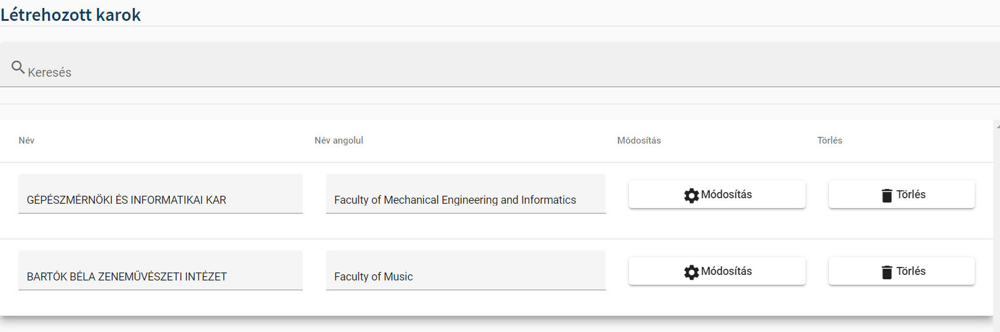 Létrehozott karok
Keresés
Név Név angolul Módosítás Törlés
GÉPÉSZMÉRNÖKI ÉS INFORMATIKAI KAR Faculty of Mechanical Engineering and Informatics Módosítás Törlés
BARTÓK BÉLA ZENEMŰVÉSZETI INTÉZET Faculty of Music Módosítás Törlés